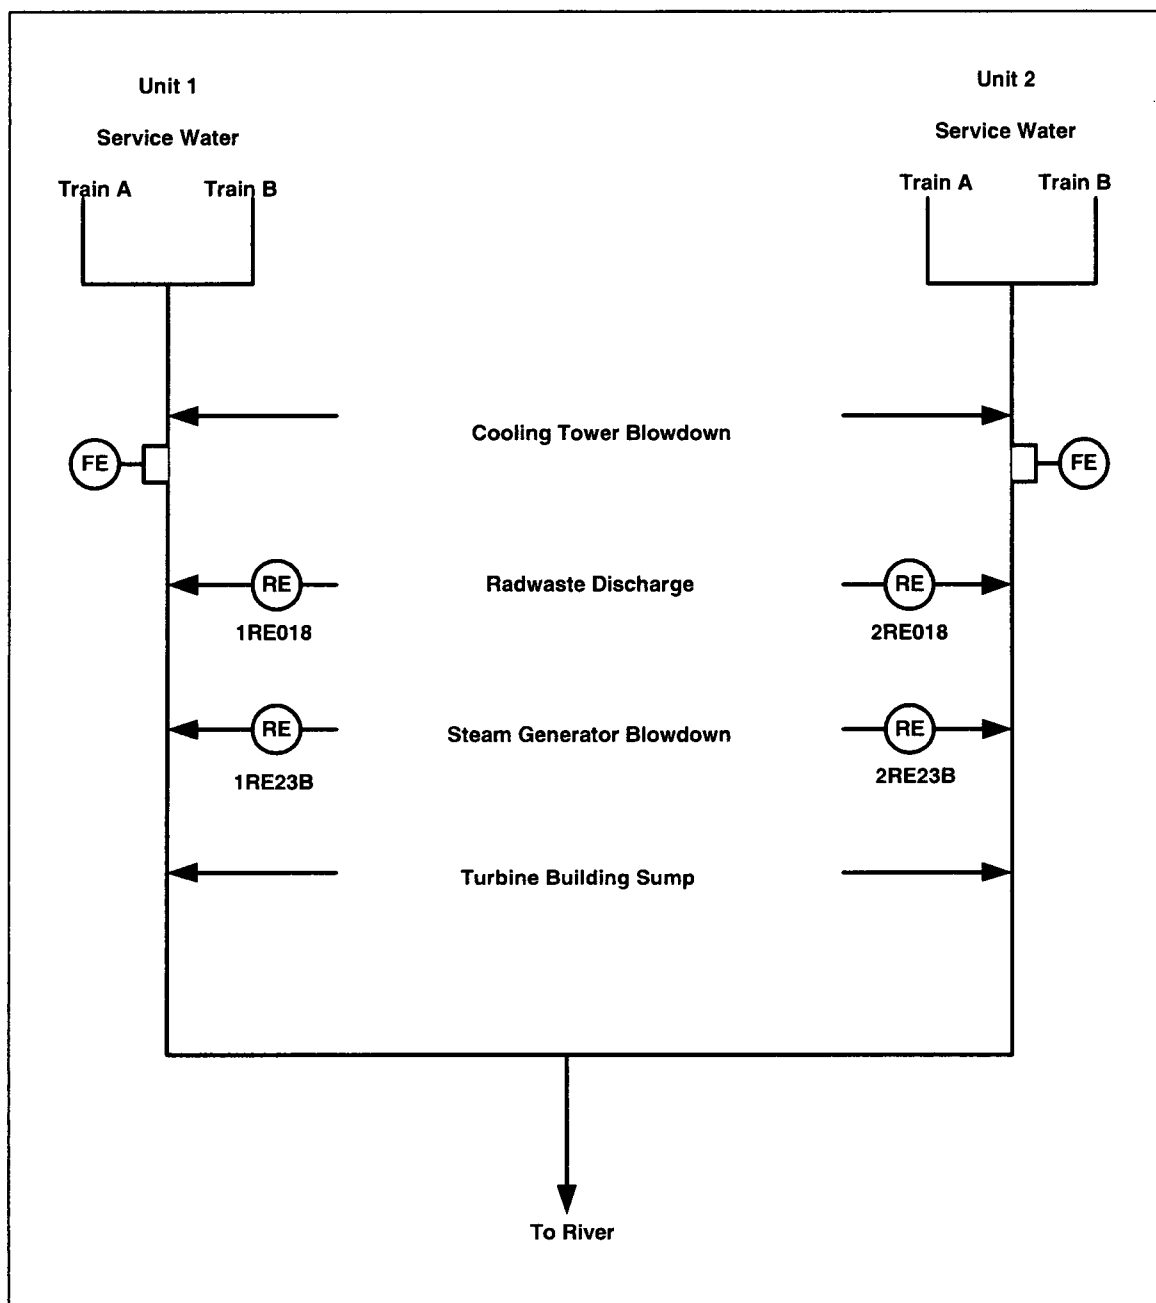 Unit 1
Unit 2
Service Water
Service Water
Train A Train B
Train A Train B
Cooling Tower Blowdown
FE
FE
RE
Radwaste Discharge
RE
1RE018
2RE018
RE
Steam Generator Blowdown
RE
1RE23B
2RE23B
Turbine Building Sump
To River